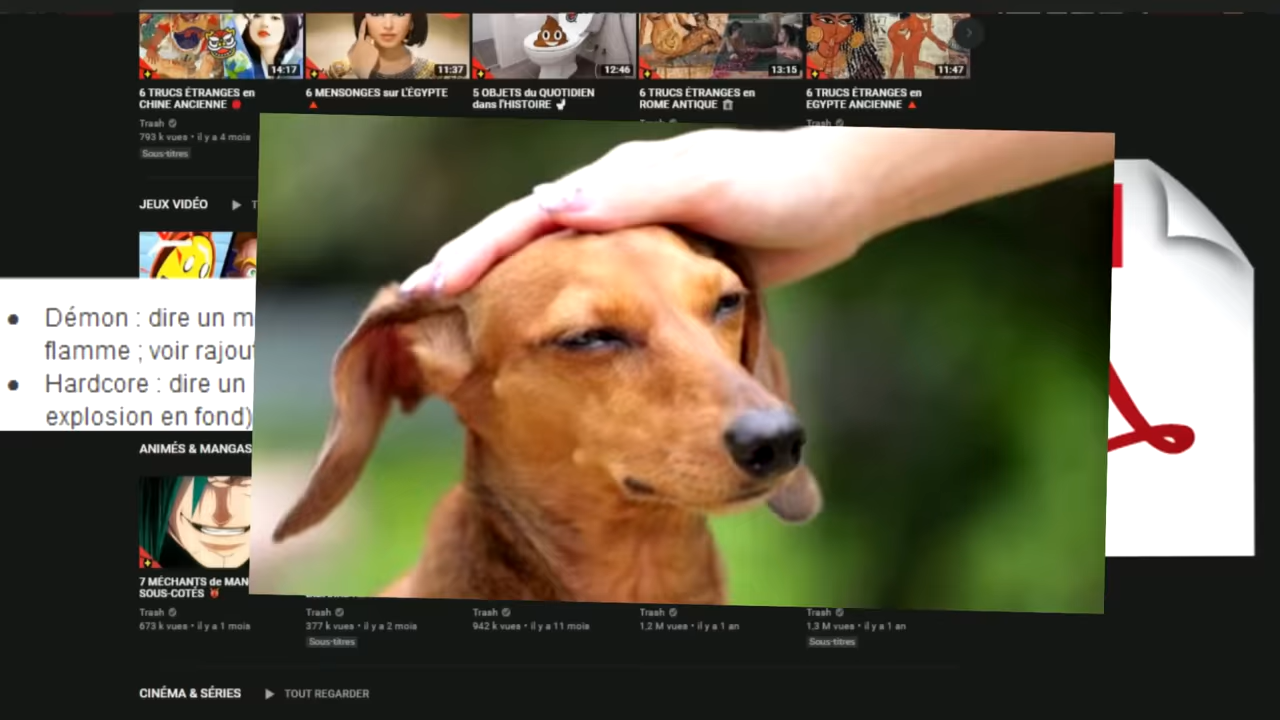 14:17
11:37
12:46
13:15
11:47
6 TRUCS ÉTRANGES en
CHINE ANCIENNE
6 MENSONGES sur L'ÉGYPTE
5 OBJETS du QUOTIDIEN
dans l'HISTOIRE
6 TRUCS ÉTRANGES en
ROME ANTIQUE
6 TRUCS ÉTRANGES en
EGYPTE ANCIENNE
Trash
793 k vues • il y a 4 mois
Sous-titres
Trash
Trash
JEUX VIDÉO
Démon : dire un
flamme ; voir
Hardcore : dire un
explosion en fond)
ANIMÉS & MANGAS
7 MÉCHANTS de
SOUS-COTÉS
Trash
673 k vues • il y a 1 mois
Trash
377 k vues • il y a 2 mois
Sous-titres
Trash
942 k vues • il y a 11 mois
Trash
1,2 M vues • il y a 1 an
Trash
1,3 M vues • il y a 1 an
Sous-titres
CINÉMA & SÉRIES
TOUT REGARDER